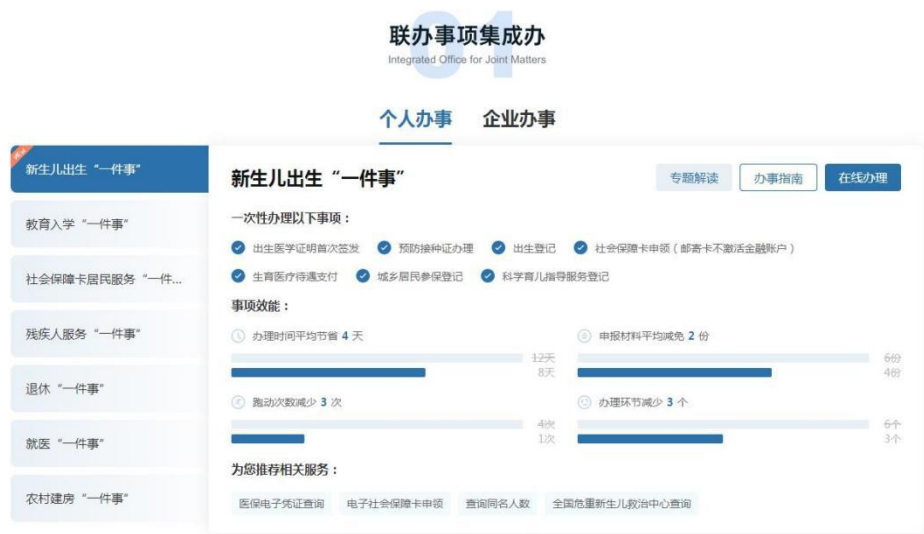 01
联办事项集成办
Integrated Office for Joint Matters
个人办事 企业办事
新生儿出生“一件事”
教育入学“一件事”
社会保障卡居民服务“一件...
残疾人服务“一件事”
退休“一件事”
就医“一件事”
农村建房“一件事”
新生儿出生“一件事”
专题解读 办事指南 在线办理
一次性办理以下事项：
出生医学证明首次签发 预防接种证办理 出生登记 社会保障卡申领（邮寄卡不激活金融账户）
生育医疗待遇支付 城乡居民参保登记 科学育儿指导服务登记
事项效能：
办理时间平均节省 4 天 申报材料平均减免 2 份
12天 6份
8天 4份
跑动次数减少 3 次 办理环节减少 3 个
4次 6个
1次 3个
为您推荐相关服务：
医保电子凭证查询 电子社会保障卡申领 查询同名人数 全国危重新生儿救治中心查询